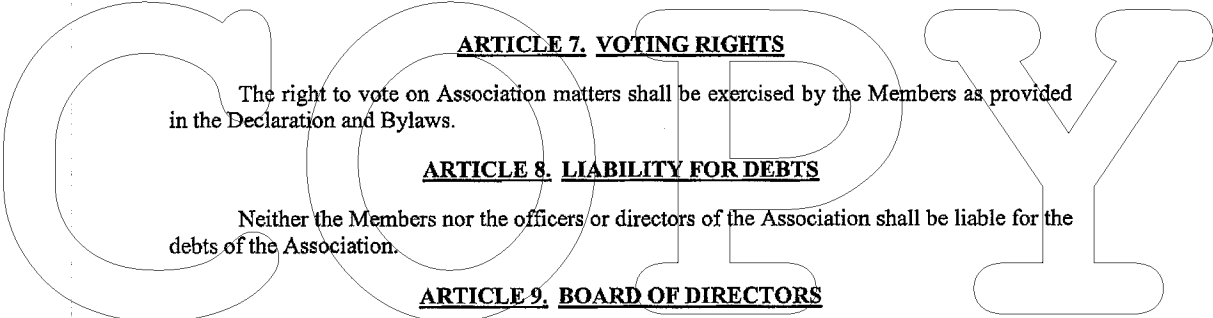 ARTICLE 7. VOTING RIGHTS
The right to vote on Association matters shall be exercised by the Members as provided
in the Declaration and Bylaws.
ARTICLE 8. LIABILITY FOR DEBTS
Neither the Members nor the officers or directors of the Association shall be liable for the
debts of the Association.
ARTICLE 9. BOARD OF DIRECTORS
COPY